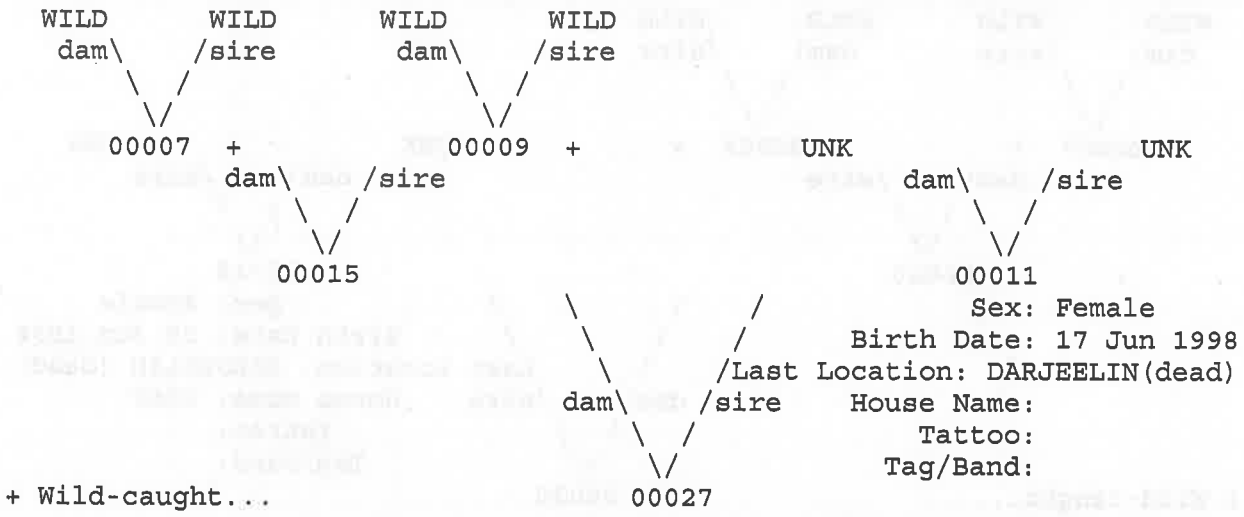 WILD WILD WILD WILD
dam\ /sire dam\ /sire
\ / \ /
\/ \/
00007 + 00009 + UNK UNK
dam\ /sire dam\ /sire
\ / \ /
\/ \/
00015 00011
\ / Sex: Female
\ / Birth Date: 17 Jun 1998
\ /Last Location: DARJEELIN(dead)
dam\ /sire House Name:
\ / Tattoo:
\/ Tag/Band:
+ Wild-caught... 00027